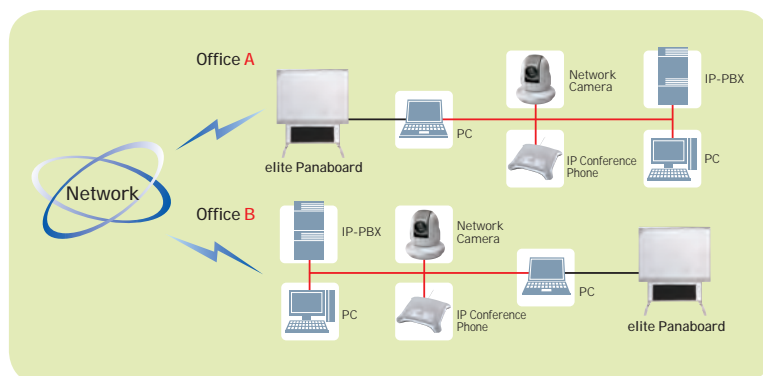 Office A
Network
Camera
IP-PBX
PC
elite Panaboard
IP Conference
Phone
PC
Network
Office B
IP-PBX
Network
Camera
PC
IP Conference
Phone
PC
elite Panaboard